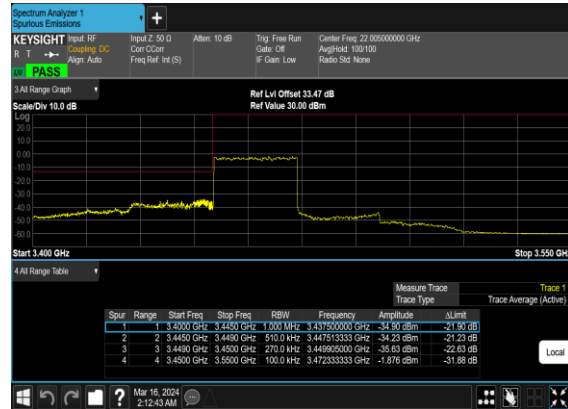 Spectrum Analyzer 1
Spurious Emissions
+
KEYSIGHT Input: RF Input Z: 50 Ω Atten: 10 dB Trig: Free Run Center Freq: 22.005000000 GHz
R T Coupling: DC Corr CCorr Gate: Off Avg|Hold: 100/100
Align: Auto Freq Ref: Int (S) IF Gain: Low Radio Std: None
PASS
3 All Range Graph
Ref Lvl Offset 33.47 dB
Scale/Div 10.0 dB Ref Value 30.00 dBm
Log
20.0
10.0
0.00
-10.0
-20.0
-30.0
-40.0
-50.0
-60.0
Start 3.400 GHz Stop 3.550 GHz
4 All Range Table
Measure Trace Trace 1
Trace Type Trace Average (Active)
Spur Range Start Freq Stop Freq RBW Frequency Amplitude ΔLimit
1 1 3.4000 GHz 3.4450 GHz 1.000 MHz 3.437500000 GHz -34.90 dBm -21.90 dB
2 2 3.4450 GHz 3.4490 GHz 510.0 kHz 3.447513333 GHz -34.23 dBm -21.23 dB
3 3 3.4490 GHz 3.4500 GHz 270.0 kHz 3.449905000 GHz -35.63 dBm -22.63 dB
4 4 3.4500 GHz 3.5500 GHz 100.0 kHz 3.472333333 GHz -1.876 dBm -31.88 dB
Local
?
Mar 16, 2024
2:12:43 AM